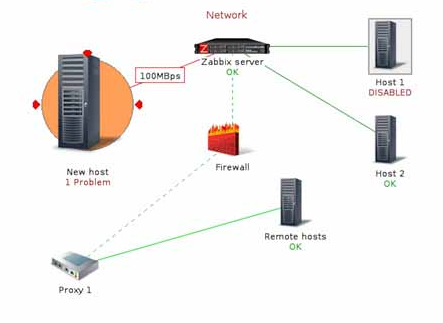 Network
Z
Zabbix server
OK
100MBps
Host 1
DISABLED
New host
1 Problem
Firewall
Host 2
OK
Remote hosts
OK
Proxy 1